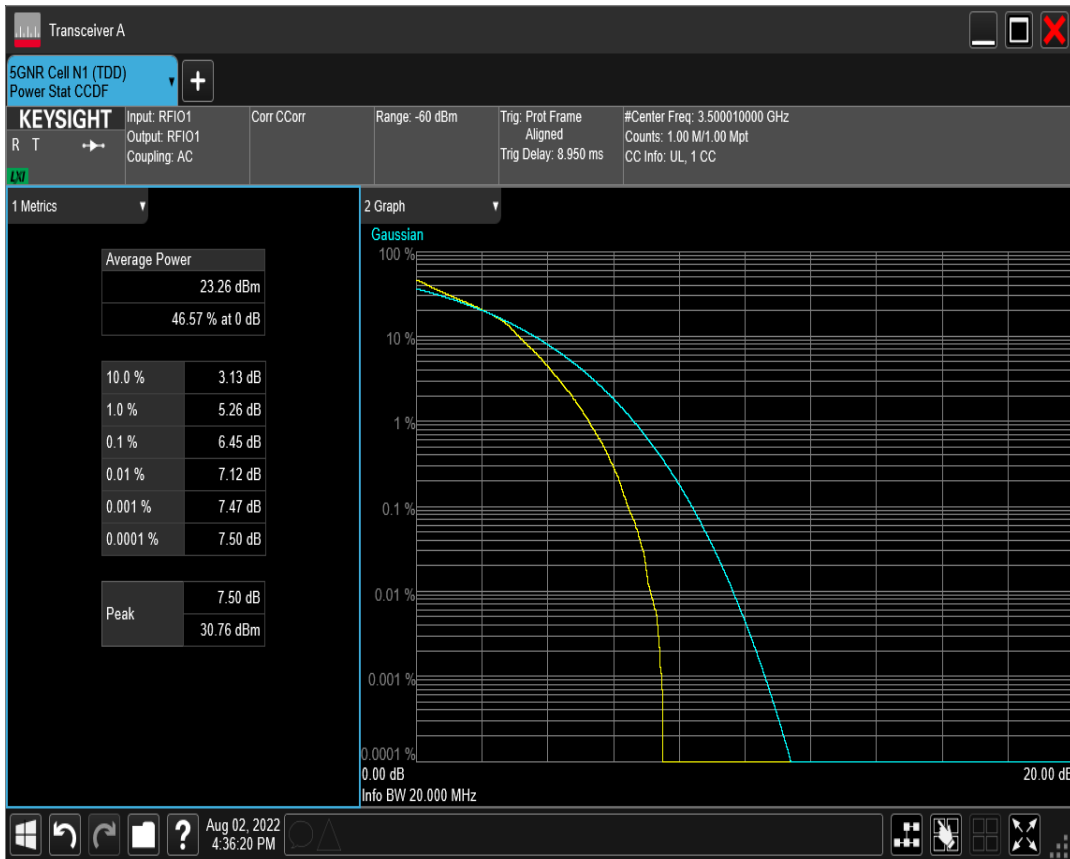 Transceiver A
5GNR Cell N1 (TDD)
Power Stat CCDF
+
KEYSIGHT
R T
LXI
Input: RFIO1
Output: RFIO1
Coupling: AC
Corr CCorr
Range: -60 dBm
Trig: Prot Frame
Aligned
Trig Delay: 8.950 ms
#Center Freq: 3.500010000 GHz
Counts: 1.00 M/1.00 Mpt
CC Info: UL, 1 CC
1 Metrics
Average Power
23.26 dBm
46.57 % at 0 dB
10.0 % 3.13 dB
1.0 % 5.26 dB
0.1 % 6.45 dB
0.01 % 7.12 dB
0.001 % 7.47 dB
0.0001 % 7.50 dB
Peak
7.50 dB
30.76 dBm
2 Graph
Gaussian
100 %
10 %
1 %
0.1 %
0.01 %
0.001 %
0.0001 %
0.00 dB 20.00 dB
Info BW 20.000 MHz
?
Aug 02, 2022
4:36:20 PM